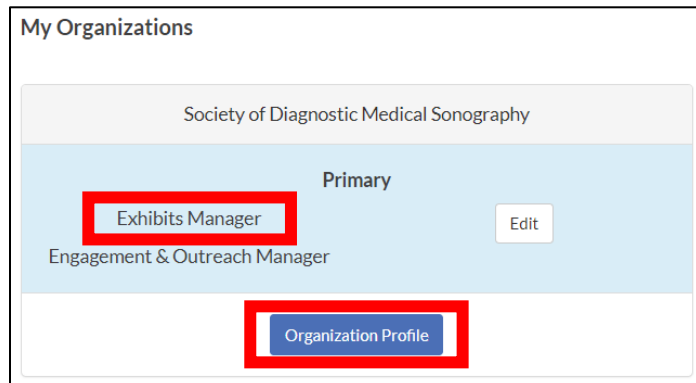 My Organizations
Society of Diagnostic Medical Sonography
Primary
Exhibits Manager
Edit
Engagement & Outreach Manager
Organization Profile